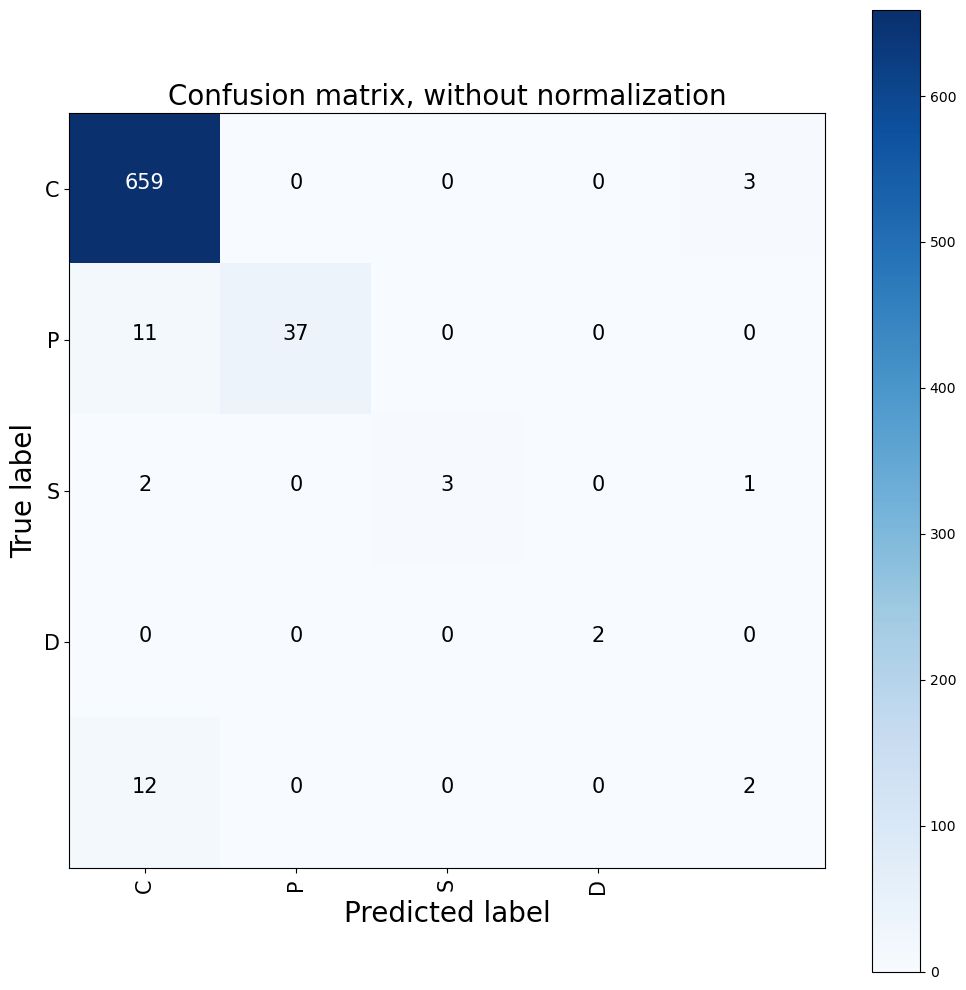 Confusion matrix, without normalization
C 659 0 0 0 3
P 11 37 0 0 0
S 2 0 3 0 1
D 0 0 0 2 0
12 0 0 0 2
C P S D
True label
Predicted label
600
500
400
300
200
100
0